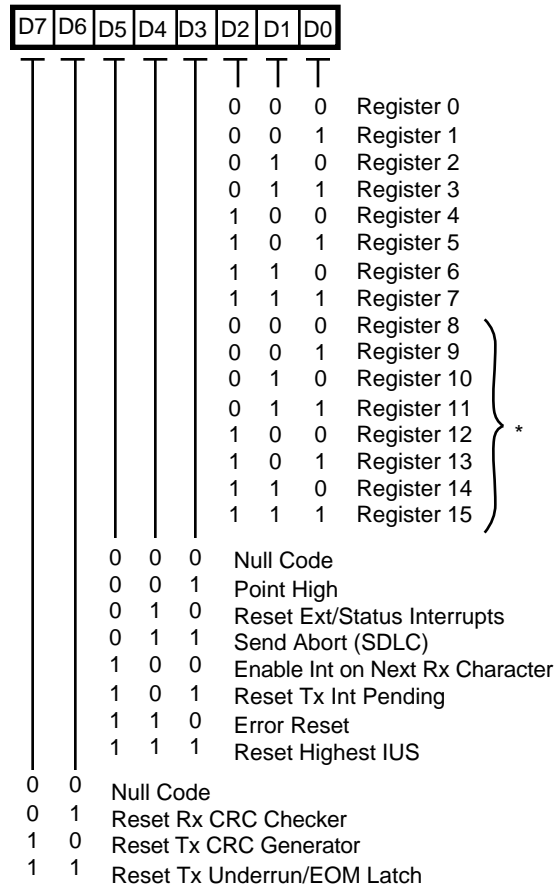 D7 D6 D5 D4 D3 D2 D1 D0
0 0 0 Register 0
0 0 1 Register 1
0 1 0 Register 2
0 1 1 Register 3
1 0 0 Register 4
1 0 1 Register 5
1 1 0 Register 6
1 1 1 Register 7
0 0 0 Register 8
0 0 1 Register 9
0 1 0 Register 10
0 1 1 Register 11
1 0 0 Register 12
1 0 1 Register 13
1 1 0 Register 14
1 1 1 Register 15
*
0 0 0 Null Code
0 0 1 Point High
0 1 0 Reset Ext/Status Interrupts
0 1 1 Send Abort (SDLC)
1 0 0 Enable Int on Next Rx Character
1 0 1 Reset Tx Int Pending
1 1 0 Error Reset
1 1 1 Reset Highest IUS
0 0 Null Code
0 1 Reset Rx CRC Checker
1 0 Reset Tx CRC Generator
1 1 Reset Tx Underrun/EOM Latch